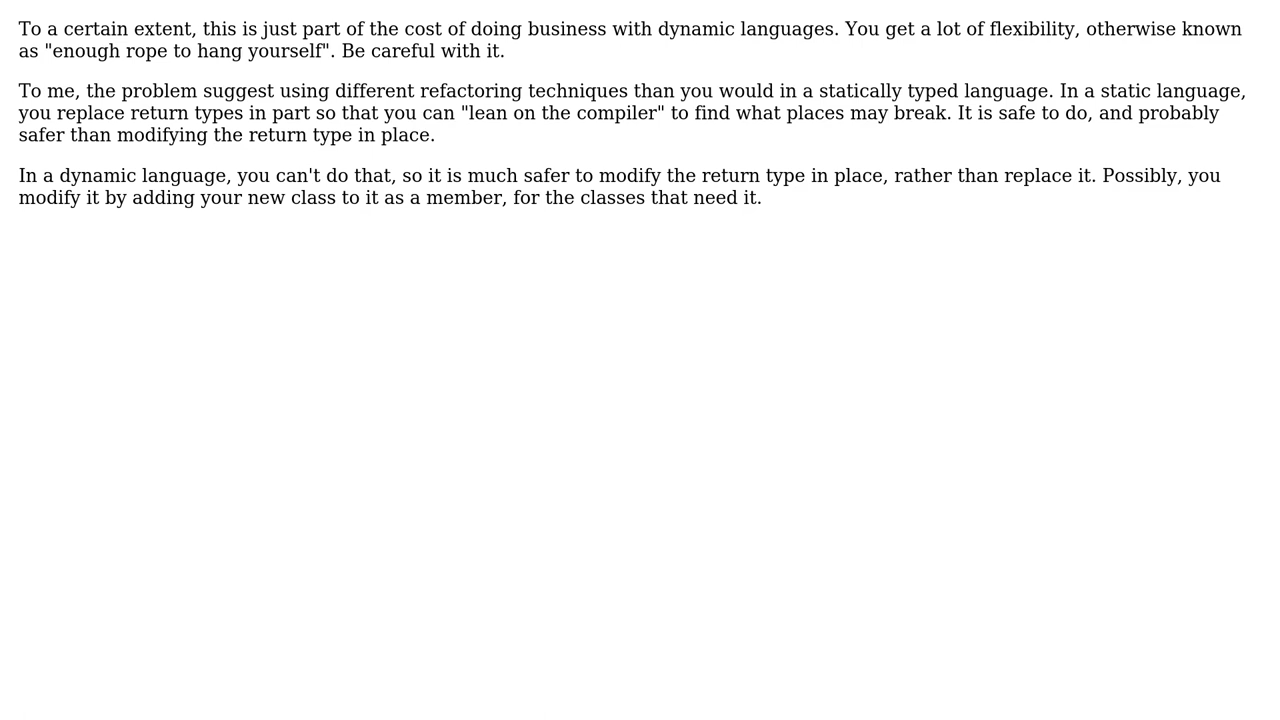 To a certain extent, this is just part of the cost of doing business with dynamic languages. You get a lot of flexibility, otherwise known
as "enough rope to hang yourself". Be careful with it.
To me, the problem suggest using different refactoring techniques than you would in a statically typed language. In a static language,
you replace return types in part so that you can "lean on the compiler" to find what places may break. It is safe to do, and probably
safer than modifying the return type in place.
In a dynamic language, you can't do that, so it is much safer to modify the return type in place, rather than replace it. Possibly, you
modify it by adding your new class to it as a member, for the classes that need it.